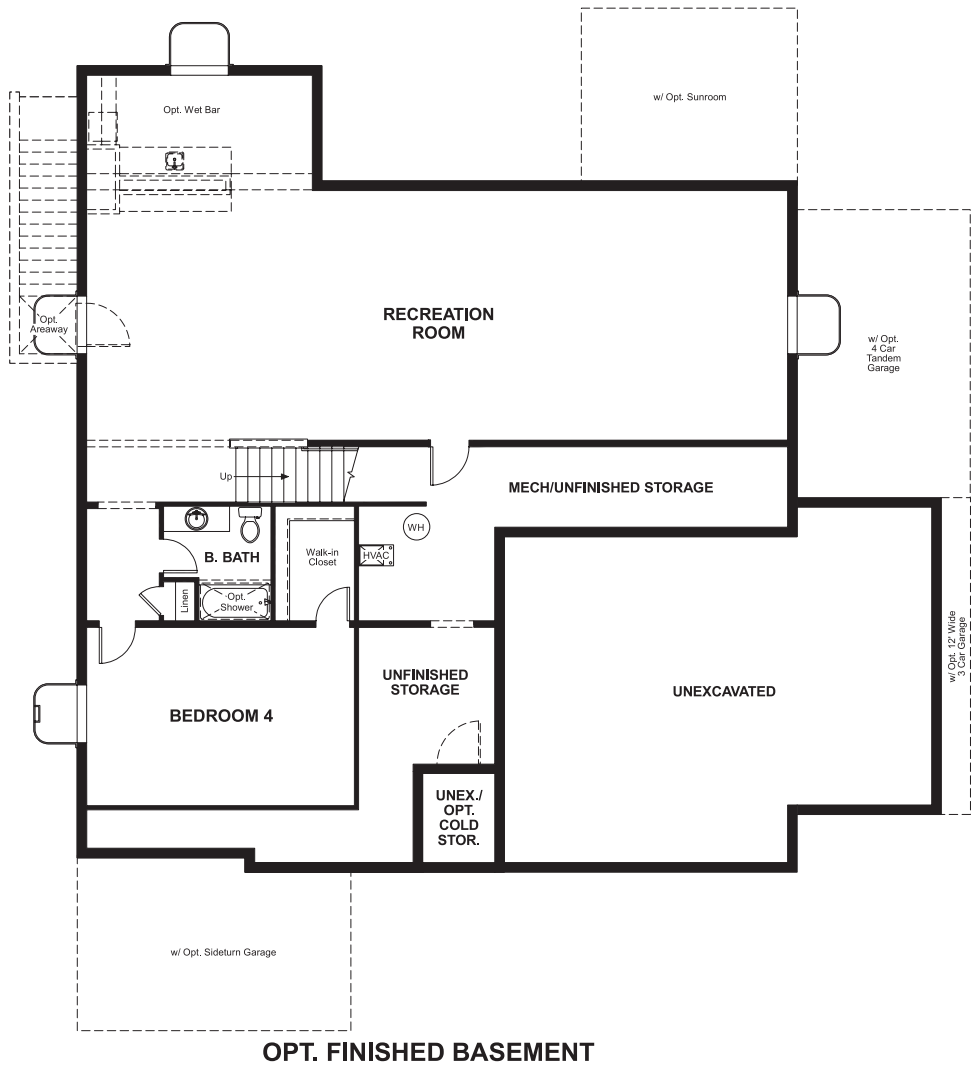 Opt. Wet Bar
w/ Opt. Sunroom
Opt.
Areaway
RECREATION
ROOM
w/ Opt.
4 Car
Tandem
Garage
Up
MECH/UNFINISHED STORAGE
WH
HVAC
B. BATH
Walk-in
Closet
Linen
Opt.
Shower
UNFINISHED
STORAGE
BEDROOM 4
UNEXCAVATED
w/ Opt. 12' Wide
3 Car Garage
UNEX./
OPT.
COLD
STOR.
w/ Opt. Sideturn Garage
OPT. FINISHED BASEMENT